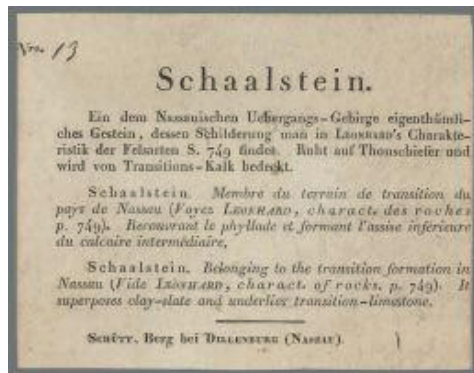 Nro. 13
Schaalstein.
Ein dem Nassauischen Uebergangs-Gebirge eigenthümli-
ches Gestein, dessen Schilderung man in Leonhard's Charakte-
ristik der Felsarten S. 749 findet. Ruht auf Thonschiefer und
wird von Transitions-Kalk bedeckt.
Schaalstein. Membre du terrain de transition du
pays de Nassau (Voyez Leonhard, charact. des roches
p. 749). Recouvrant le phyllade et formant l'assise inférieure
du calcaire intermédiaire.
Schaalstein. Belonging to the transition formation in
Nassau (Vide Leonhard, charact. of rocks. p. 749). It
superposes clay-slate and underlies transition-limestone.
Schütt. Berg bei Dillenburg (Nassau).